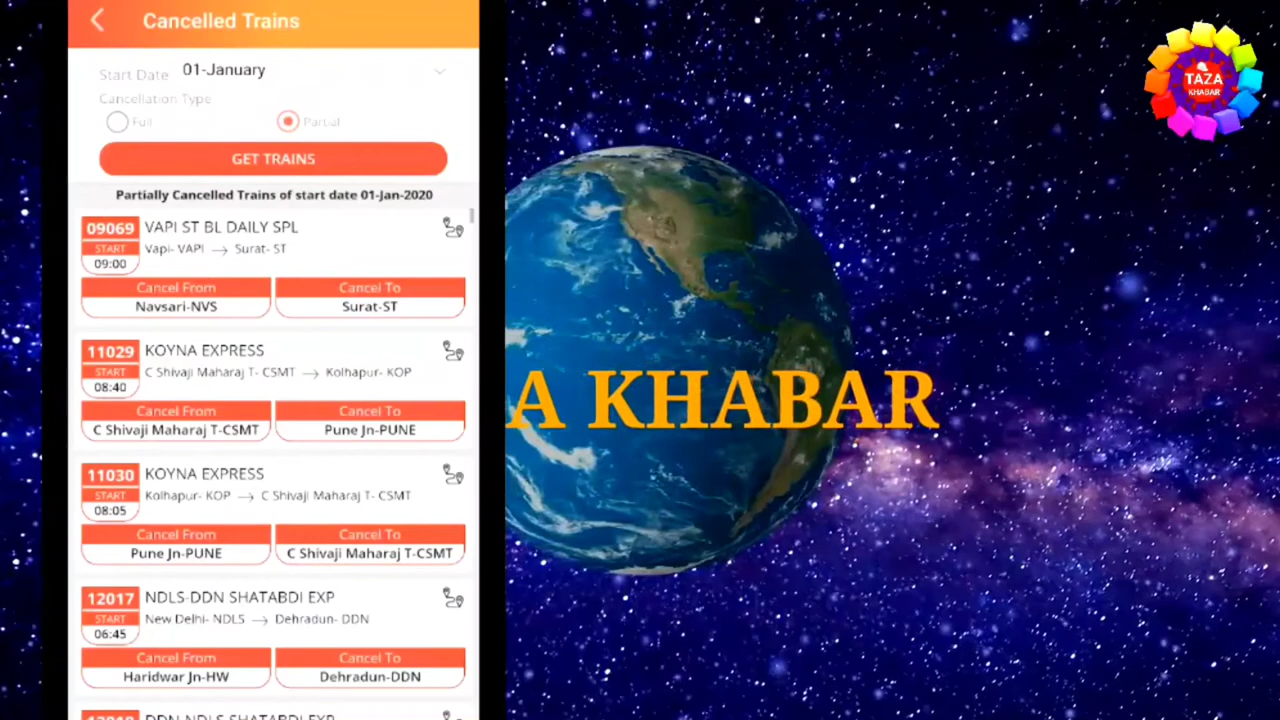 Cancelled Trains
Start Date 01-January
Cancellation Type
Full Partial
GET TRAINS
Partially Cancelled Trains of start date 01-Jan-2020
09069 VAPI ST BL DAILY SPL
START Vapi- VAPI → Surat- ST
09:00
Cancel From Cancel To
Navsari-NVS Surat-ST
11029 KOYNA EXPRESS
START C Shivaji Maharaj T- CSMT → Kolhapur- KOP
08:40
Cancel From Cancel To
C Shivaji Maharaj T-CSMT Pune Jn-PUNE
11030 KOYNA EXPRESS
START Kolhapur- KOP → C Shivaji Maharaj T- CSMT
08:05
Cancel From Cancel To
Pune Jn-PUNE C Shivaji Maharaj T-CSMT
12017 NDLS-DDN SHATABDI EXP
START New Delhi- NDLS → Dehradun- DDN
06:45
Cancel From Cancel To
Haridwar Jn-HW Dehradun-DDN
12018 DDN-NDLS SHATABDI EXP
A KHABAR
TAZA
KHABAR